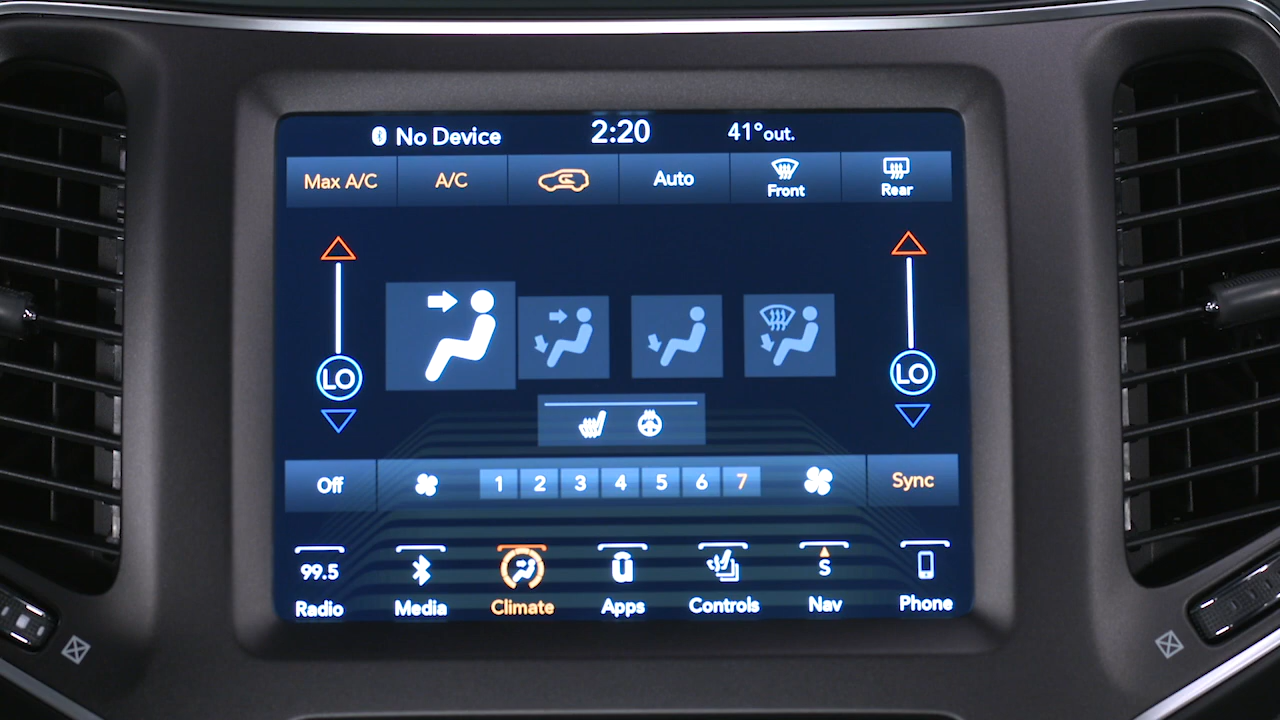 No Device 2:20 41°out.
Max A/C A/C Auto Front Rear
LO LO
Off 1 2 3 4 5 6 7 Sync
99.5 S
Radio Media Climate Apps Controls Nav Phone